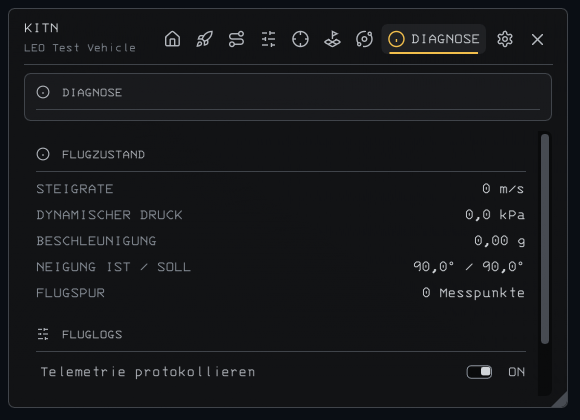 KITN
LEO Test Vehicle
DIAGNOSE
DIAGNOSE
FLUGZUSTAND
STEIGRATE 0 m/s
DYNAMISCHER DRUCK 0,0 kPa
BESCHLEUNIGUNG 0,00 g
NEIGUNG IST / SOLL 90,0° / 90,0°
FLUGSPUR 0 Messpunkte
FLUGLOGS
Telemetrie protokollieren ON